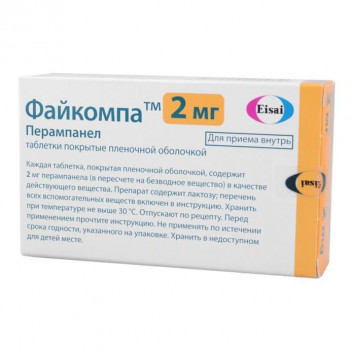 Файкомпа™ 2 мг
Eisai
Перампанел
таблетки покрытые пленочной оболочкой
Для приема внутрь
Каждая таблетка, покрытая пленочной оболочкой, содержит
2 мг перампанела (в пересчете на безводное вещество) в качестве
действующего вещества. Препарат содержит лактозу; перечень
всех вспомогательных веществ включен в инструкцию. Хранить
при температуре не выше 30 °C. Отпускают по рецепту. Перед
применением прочтите инструкцию. Не применять по истечении
срока годности, указанного на упаковке. Хранить в недоступном
для детей месте.
Eisai